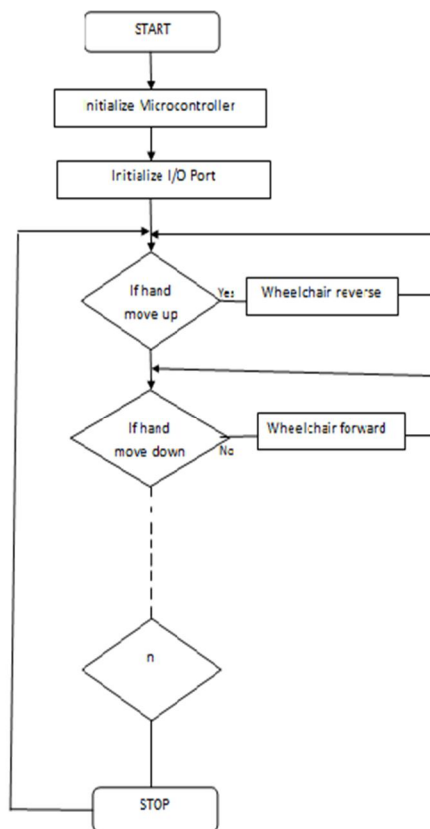 START
nitialize Microcontroller
Initialize I/O Port
If hand
move up
Yes
Wheelchair reverse
If hand
move down
No
Wheelchair forward
n
STOP